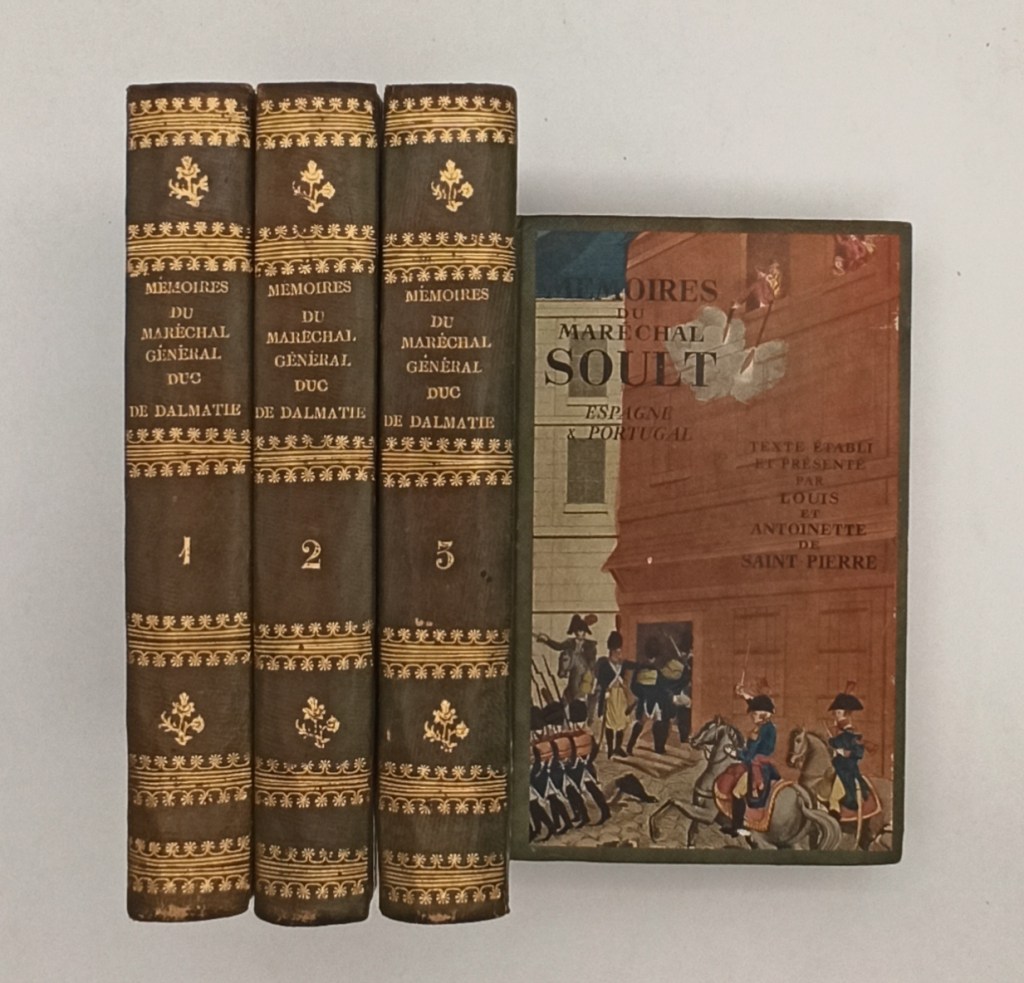 MÉMOIRES
DU
MARÉCHAL
GÉNÉRAL
DUC
DE DALMATIE
1
MÉMOIRES
DU
MARÉCHAL
GÉNÉRAL
DUC
DE DALMATIE
2
MÉMOIRES
DU
MARÉCHAL
GÉNÉRAL
DUC
DE DALMATIE
3
MÉMOIRES
DU
MARÉCHAL
SOULT
ESPAGNE
& PORTUGAL
TEXTE ÉTABLI
ET PRÉSENTÉ
PAR
LOUIS
ET
ANTOINETTE
DE
SAINT PIERRE